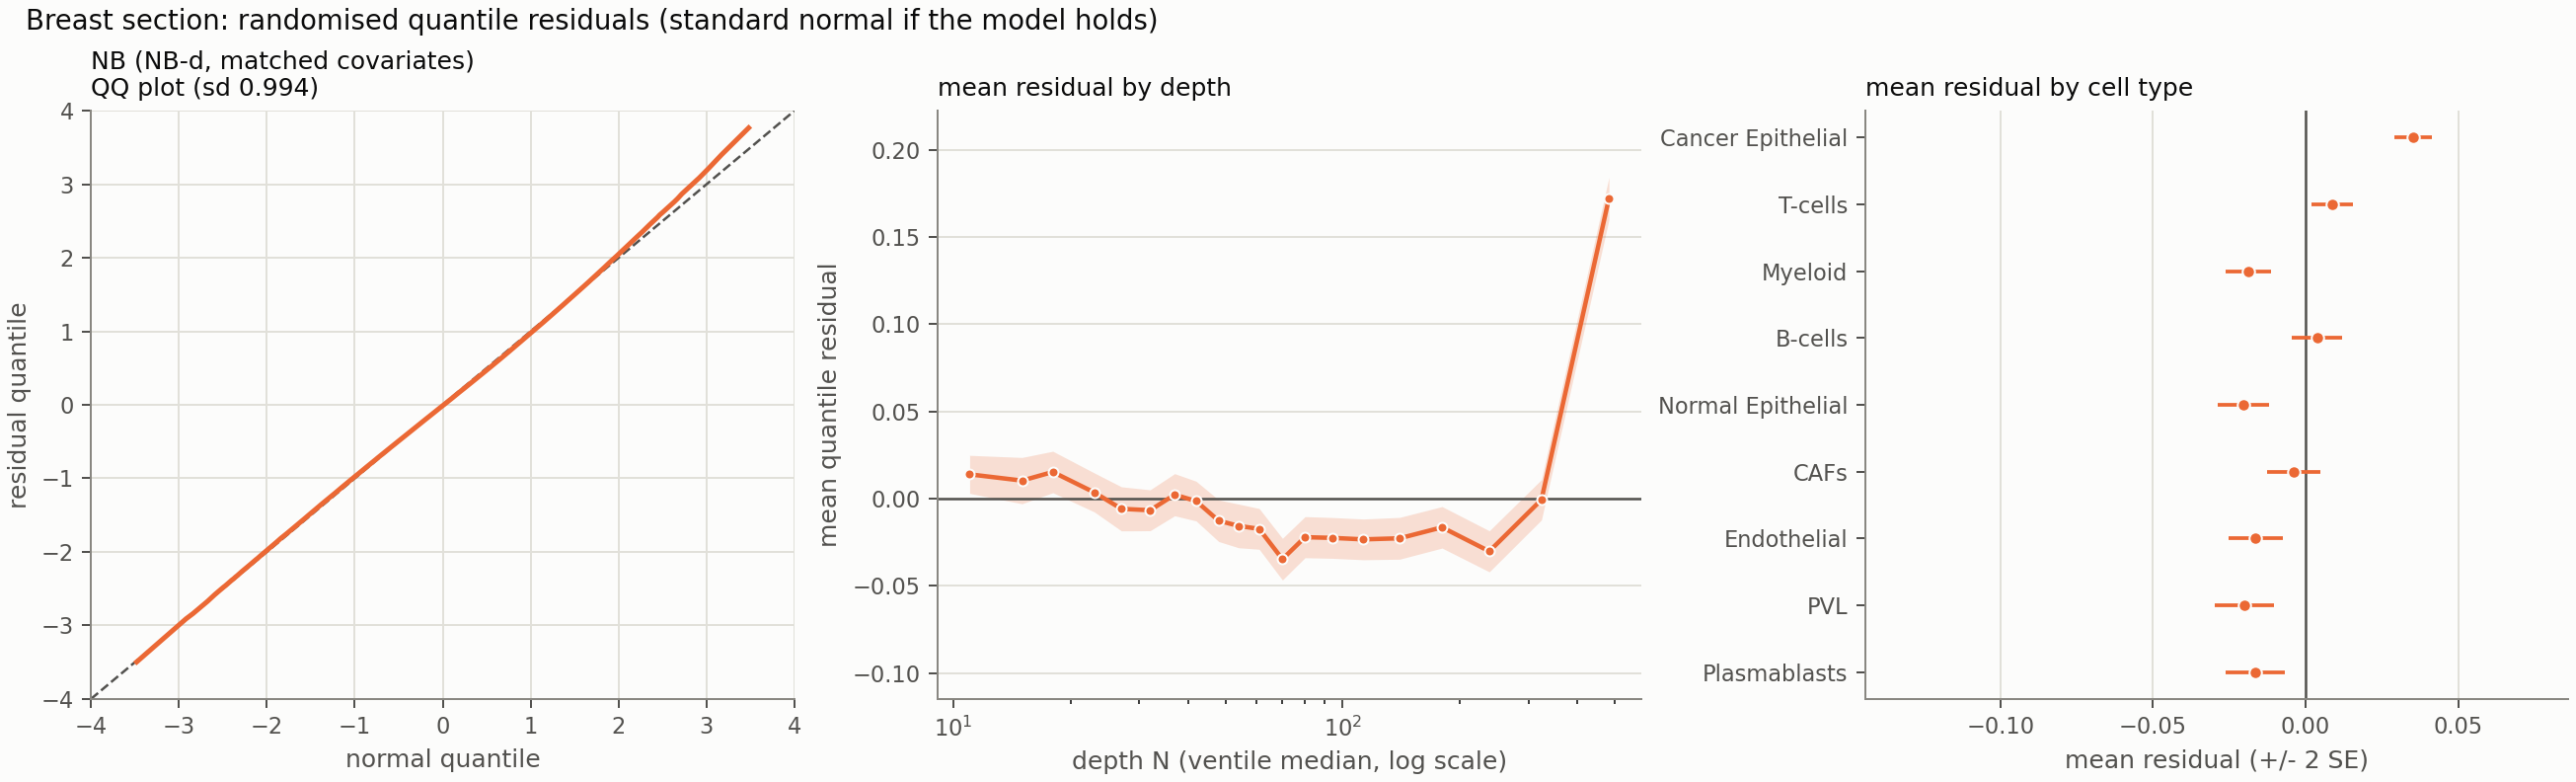 Breast section: randomised quantile residuals (standard normal if the model holds)
NB (NB-d, matched covariates)
QQ plot (sd 0.994)
4
3
2
1
0
−1
−2
−3
−4
residual quantile
−4 −3 −2 −1 0 1 2 3 4
normal quantile
mean residual by depth
0.20
0.15
0.10
0.05
0.00
−0.05
−0.10
mean quantile residual
10¹ 10²
depth N (ventile median, log scale)
mean residual by cell type
Cancer Epithelial
T-cells
Myeloid
B-cells
Normal Epithelial
CAFs
Endothelial
PVL
Plasmablasts
−0.10 −0.05 0.00 0.05
mean residual (+/- 2 SE)